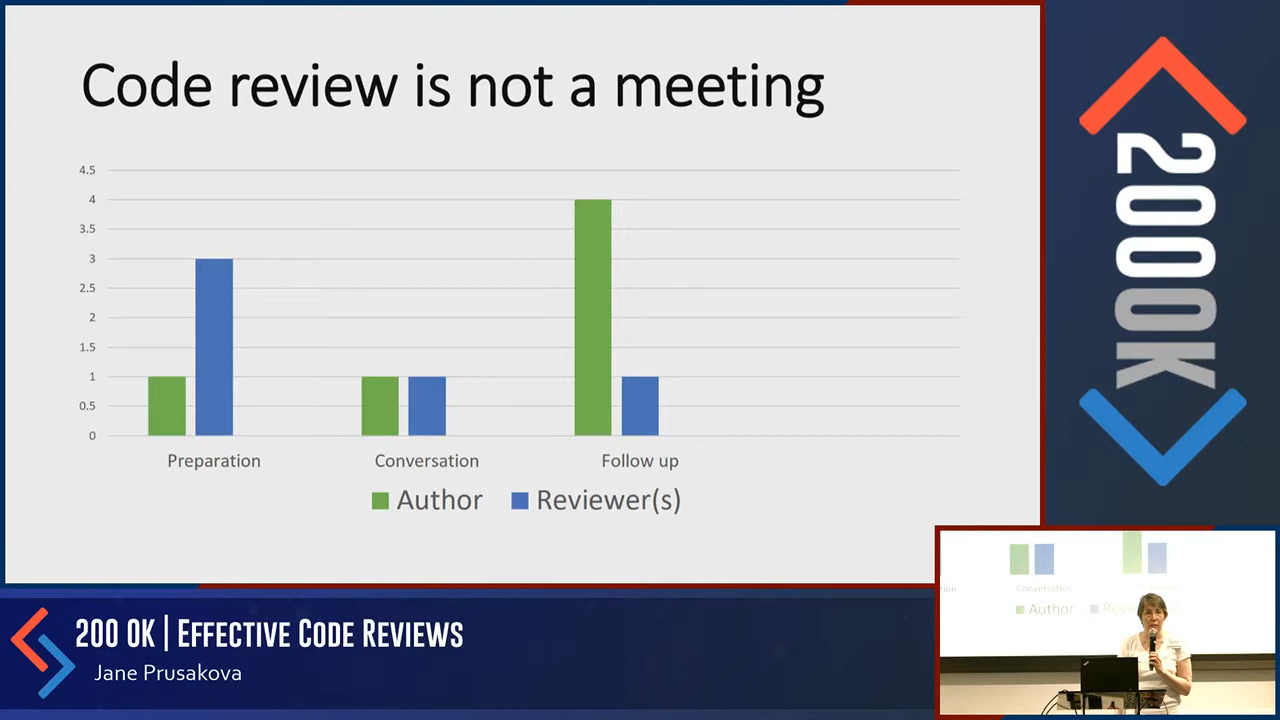 Code review is not a meeting
4.5
4
3.5
3
2.5
2
1.5
1
0.5
0
Preparation Conversation Follow up
Author Reviewer(s)
200OK
Conversation
Author
200 OK | Effective Code Reviews
Jane Prusakova